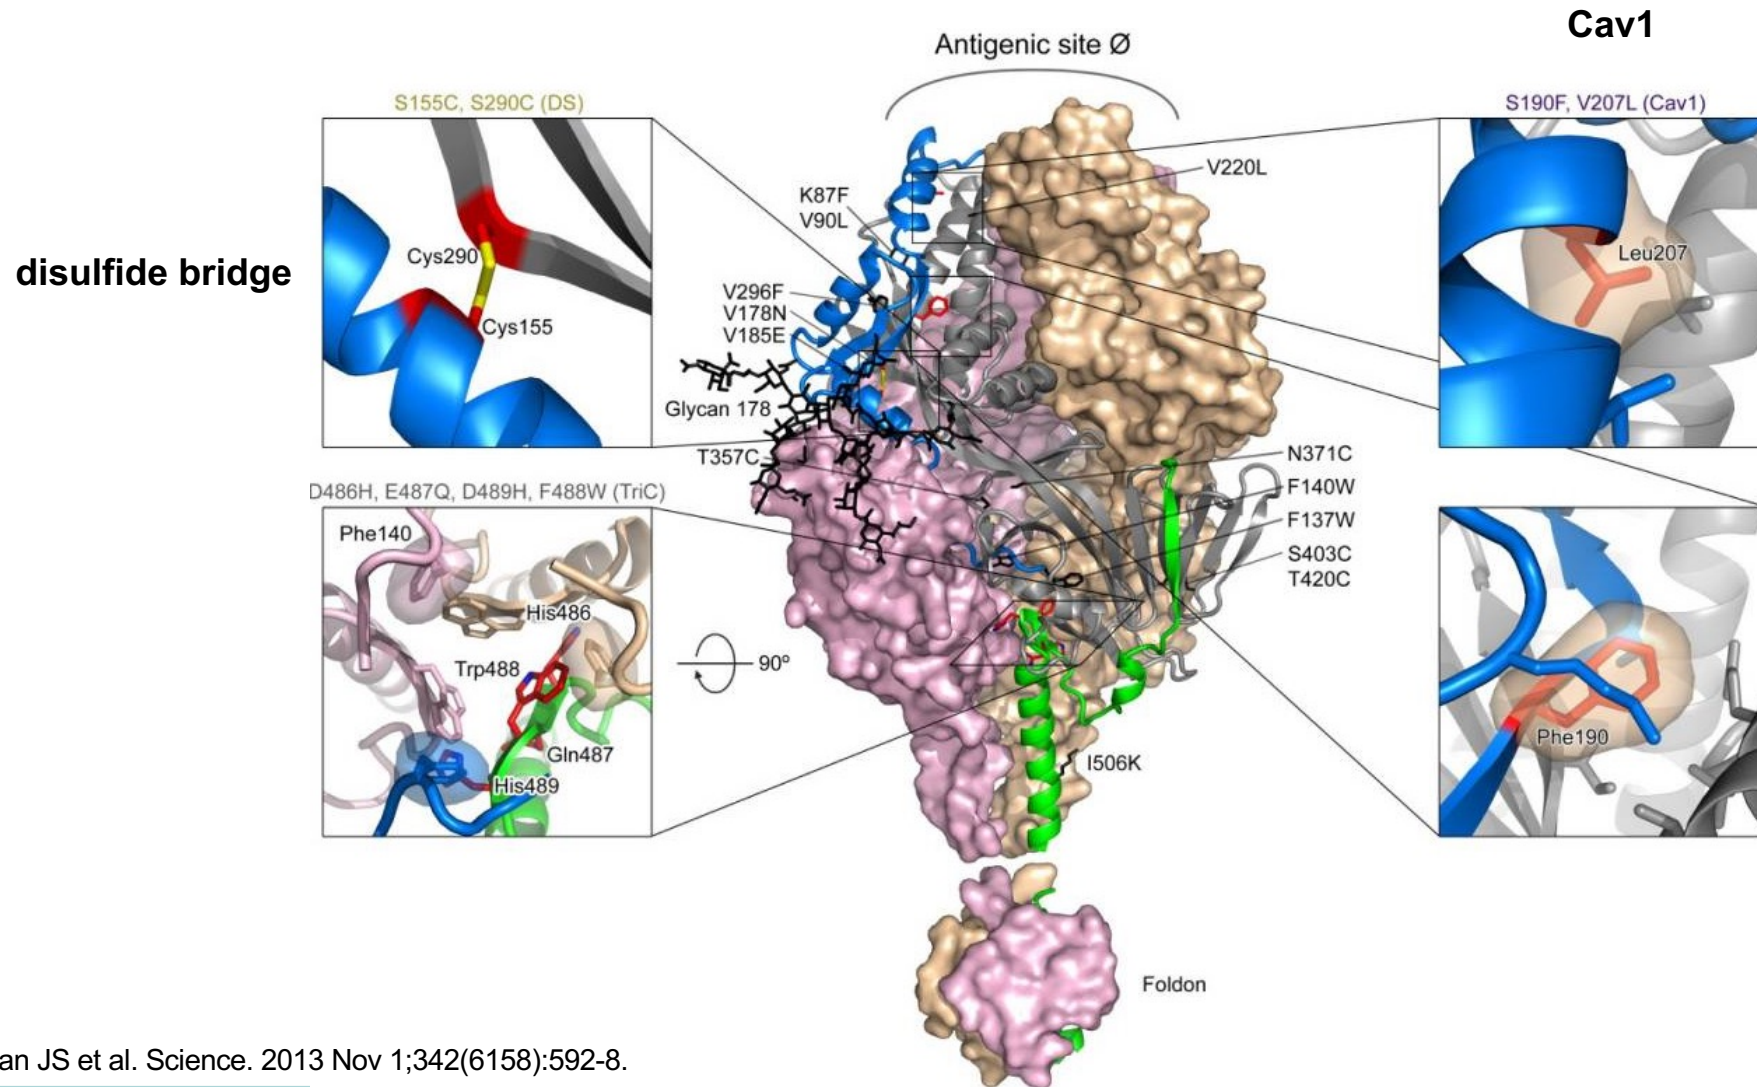 Cav1
Antigenic site Ø
S155C, S290C (DS)
S190F, V207L (Cav1)
disulfide bridge
Cys290
Cys155
K87F
V90L
V220L
Leu207
V296F
V178N
V185E
Glycan 178
T357C
N371C
F140W
F137W
S403C
T420C
D486H, E487Q, D489H, F488W (TriC)
Phe140
His486
Trp488
Gln487
His489
90º
Phe190
I506K
Foldon
an JS et al. Science. 2013 Nov 1;342(6158):592-8.